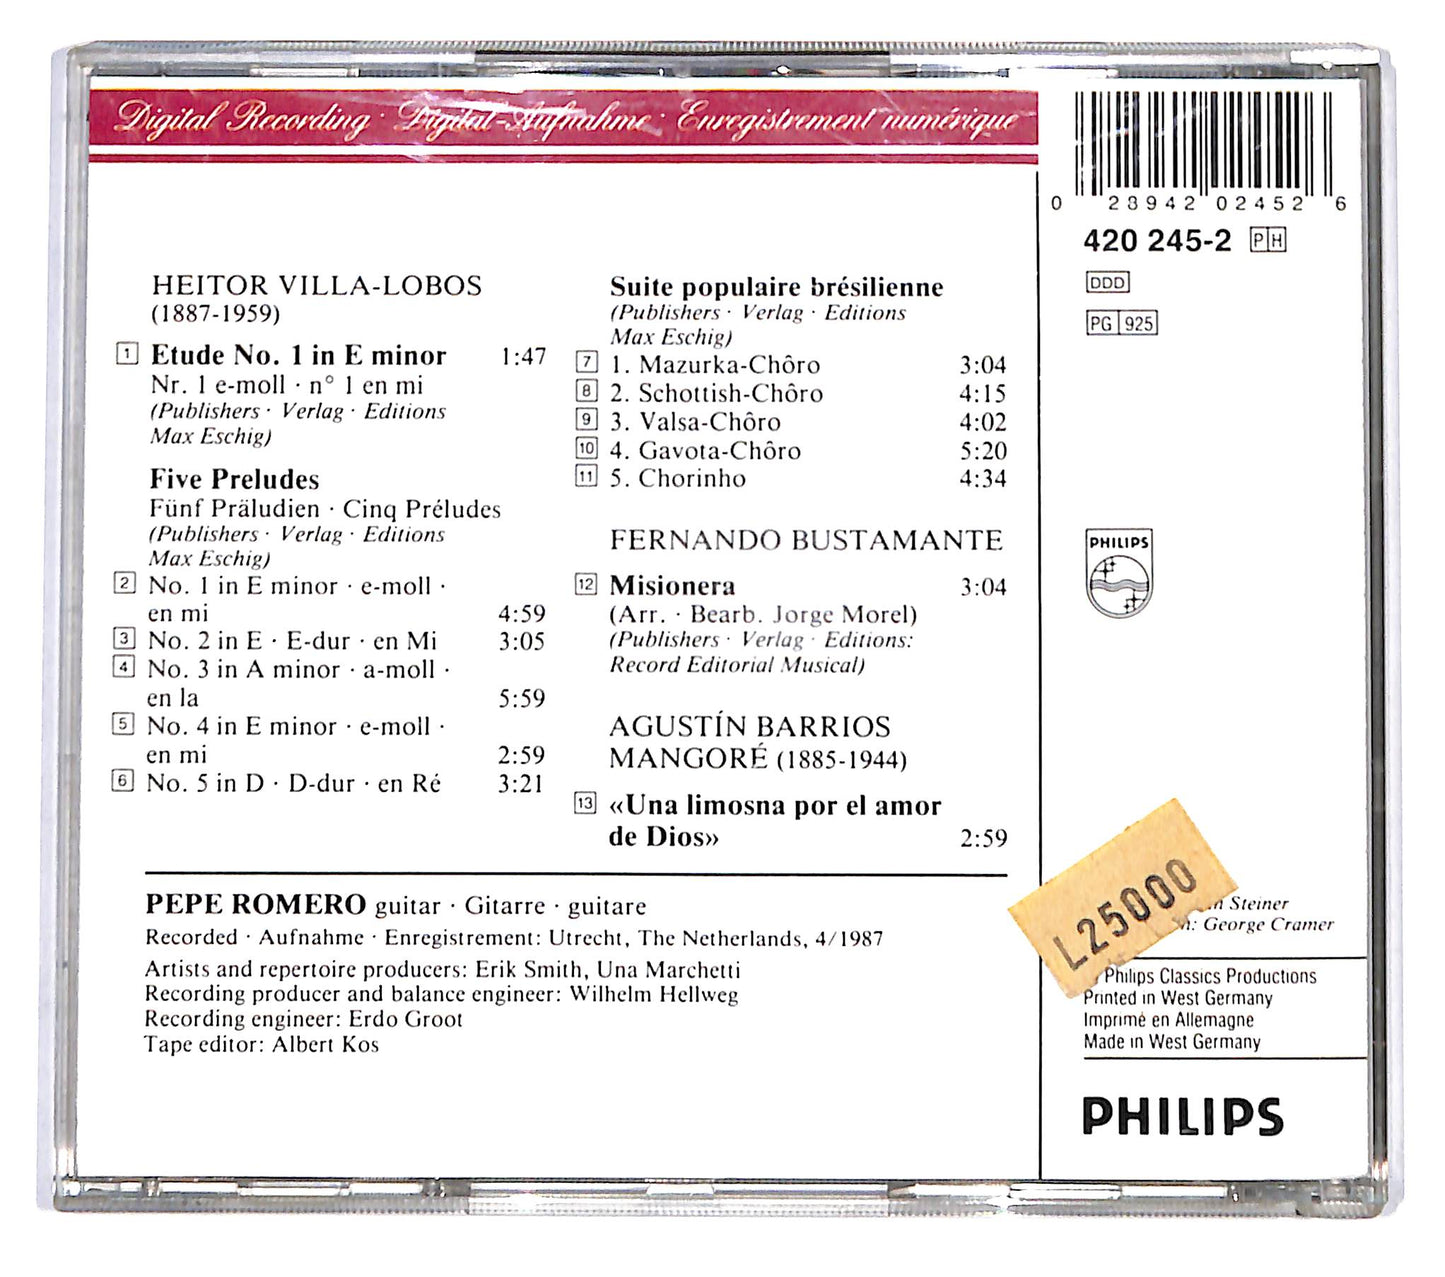 Digital Recording · Digital-Aufnahme · Enregistrement numérique
HEITOR VILLA-LOBOS
(1887-1959)
1 Etude No. 1 in E minor 1:47
Nr. 1 e-moll · n° 1 en mi
(Publishers · Verlag · Editions
Max Eschig)
Five Preludes
Fünf Präludien · Cinq Préludes
(Publishers · Verlag · Editions
Max Eschig)
2 No. 1 in E minor · e-moll ·
en mi 4:59
3 No. 2 in E · E-dur · en Mi 3:05
4 No. 3 in A minor · a-moll ·
en la 5:59
5 No. 4 in E minor · e-moll ·
en mi 2:59
6 No. 5 in D · D-dur · en Ré 3:21
Suite populaire brésilienne
(Publishers · Verlag · Editions
Max Eschig)
7 1. Mazurka-Chôro 3:04
8 2. Schottish-Chôro 4:15
9 3. Valsa-Chôro 4:02
10 4. Gavota-Chôro 5:20
11 5. Chorinho 4:34
FERNANDO BUSTAMANTE
12 Misionera 3:04
(Arr. · Bearb. Jorge Morel)
(Publishers · Verlag · Editions:
Record Editorial Musical)
AGUSTÍN BARRIOS
MANGORÉ (1885-1944)
13 «Una limosna por el amor
de Dios» 2:59
PEPE ROMERO guitar · Gitarre · guitare
Recorded · Aufnahme · Enregistrement: Utrecht, The Netherlands, 4/1987
Artists and repertoire producers: Erik Smith, Una Marchetti
Recording producer and balance engineer: Wilhelm Hellweg
Recording engineer: Erdo Groot
Tape editor: Albert Kos
0 28942 02452 6
420 245-2 PH
DDD
PG 925
PHILIPS
L25000
Steiner
George Cramer
Philips Classics Productions
Printed in West Germany
Imprimé en Allemagne
Made in West Germany
PHILIPS